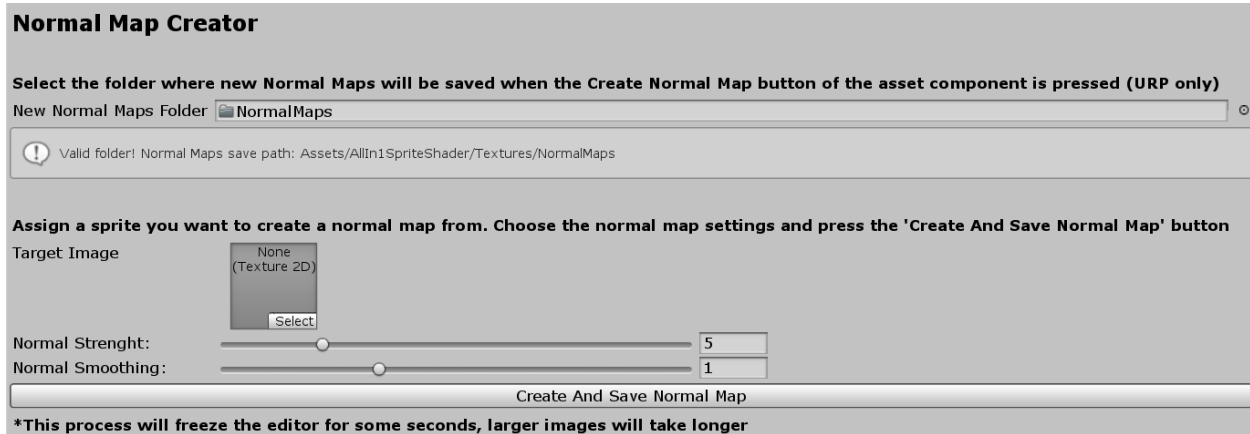 Normal Map Creator
Select the folder where new Normal Maps will be saved when the Create Normal Map button of the asset component is pressed (URP only)
New Normal Maps Folder NormalMaps
Valid folder! Normal Maps save path: Assets/AllIn1SpriteShader/Textures/NormalMaps
Assign a sprite you want to create a normal map from. Choose the normal map settings and press the 'Create And Save Normal Map' button
Target Image
None
(Texture 2D)
Select
Normal Strenght: 5
Normal Smoothing: 1
Create And Save Normal Map
*This process will freeze the editor for some seconds, larger images will take longer